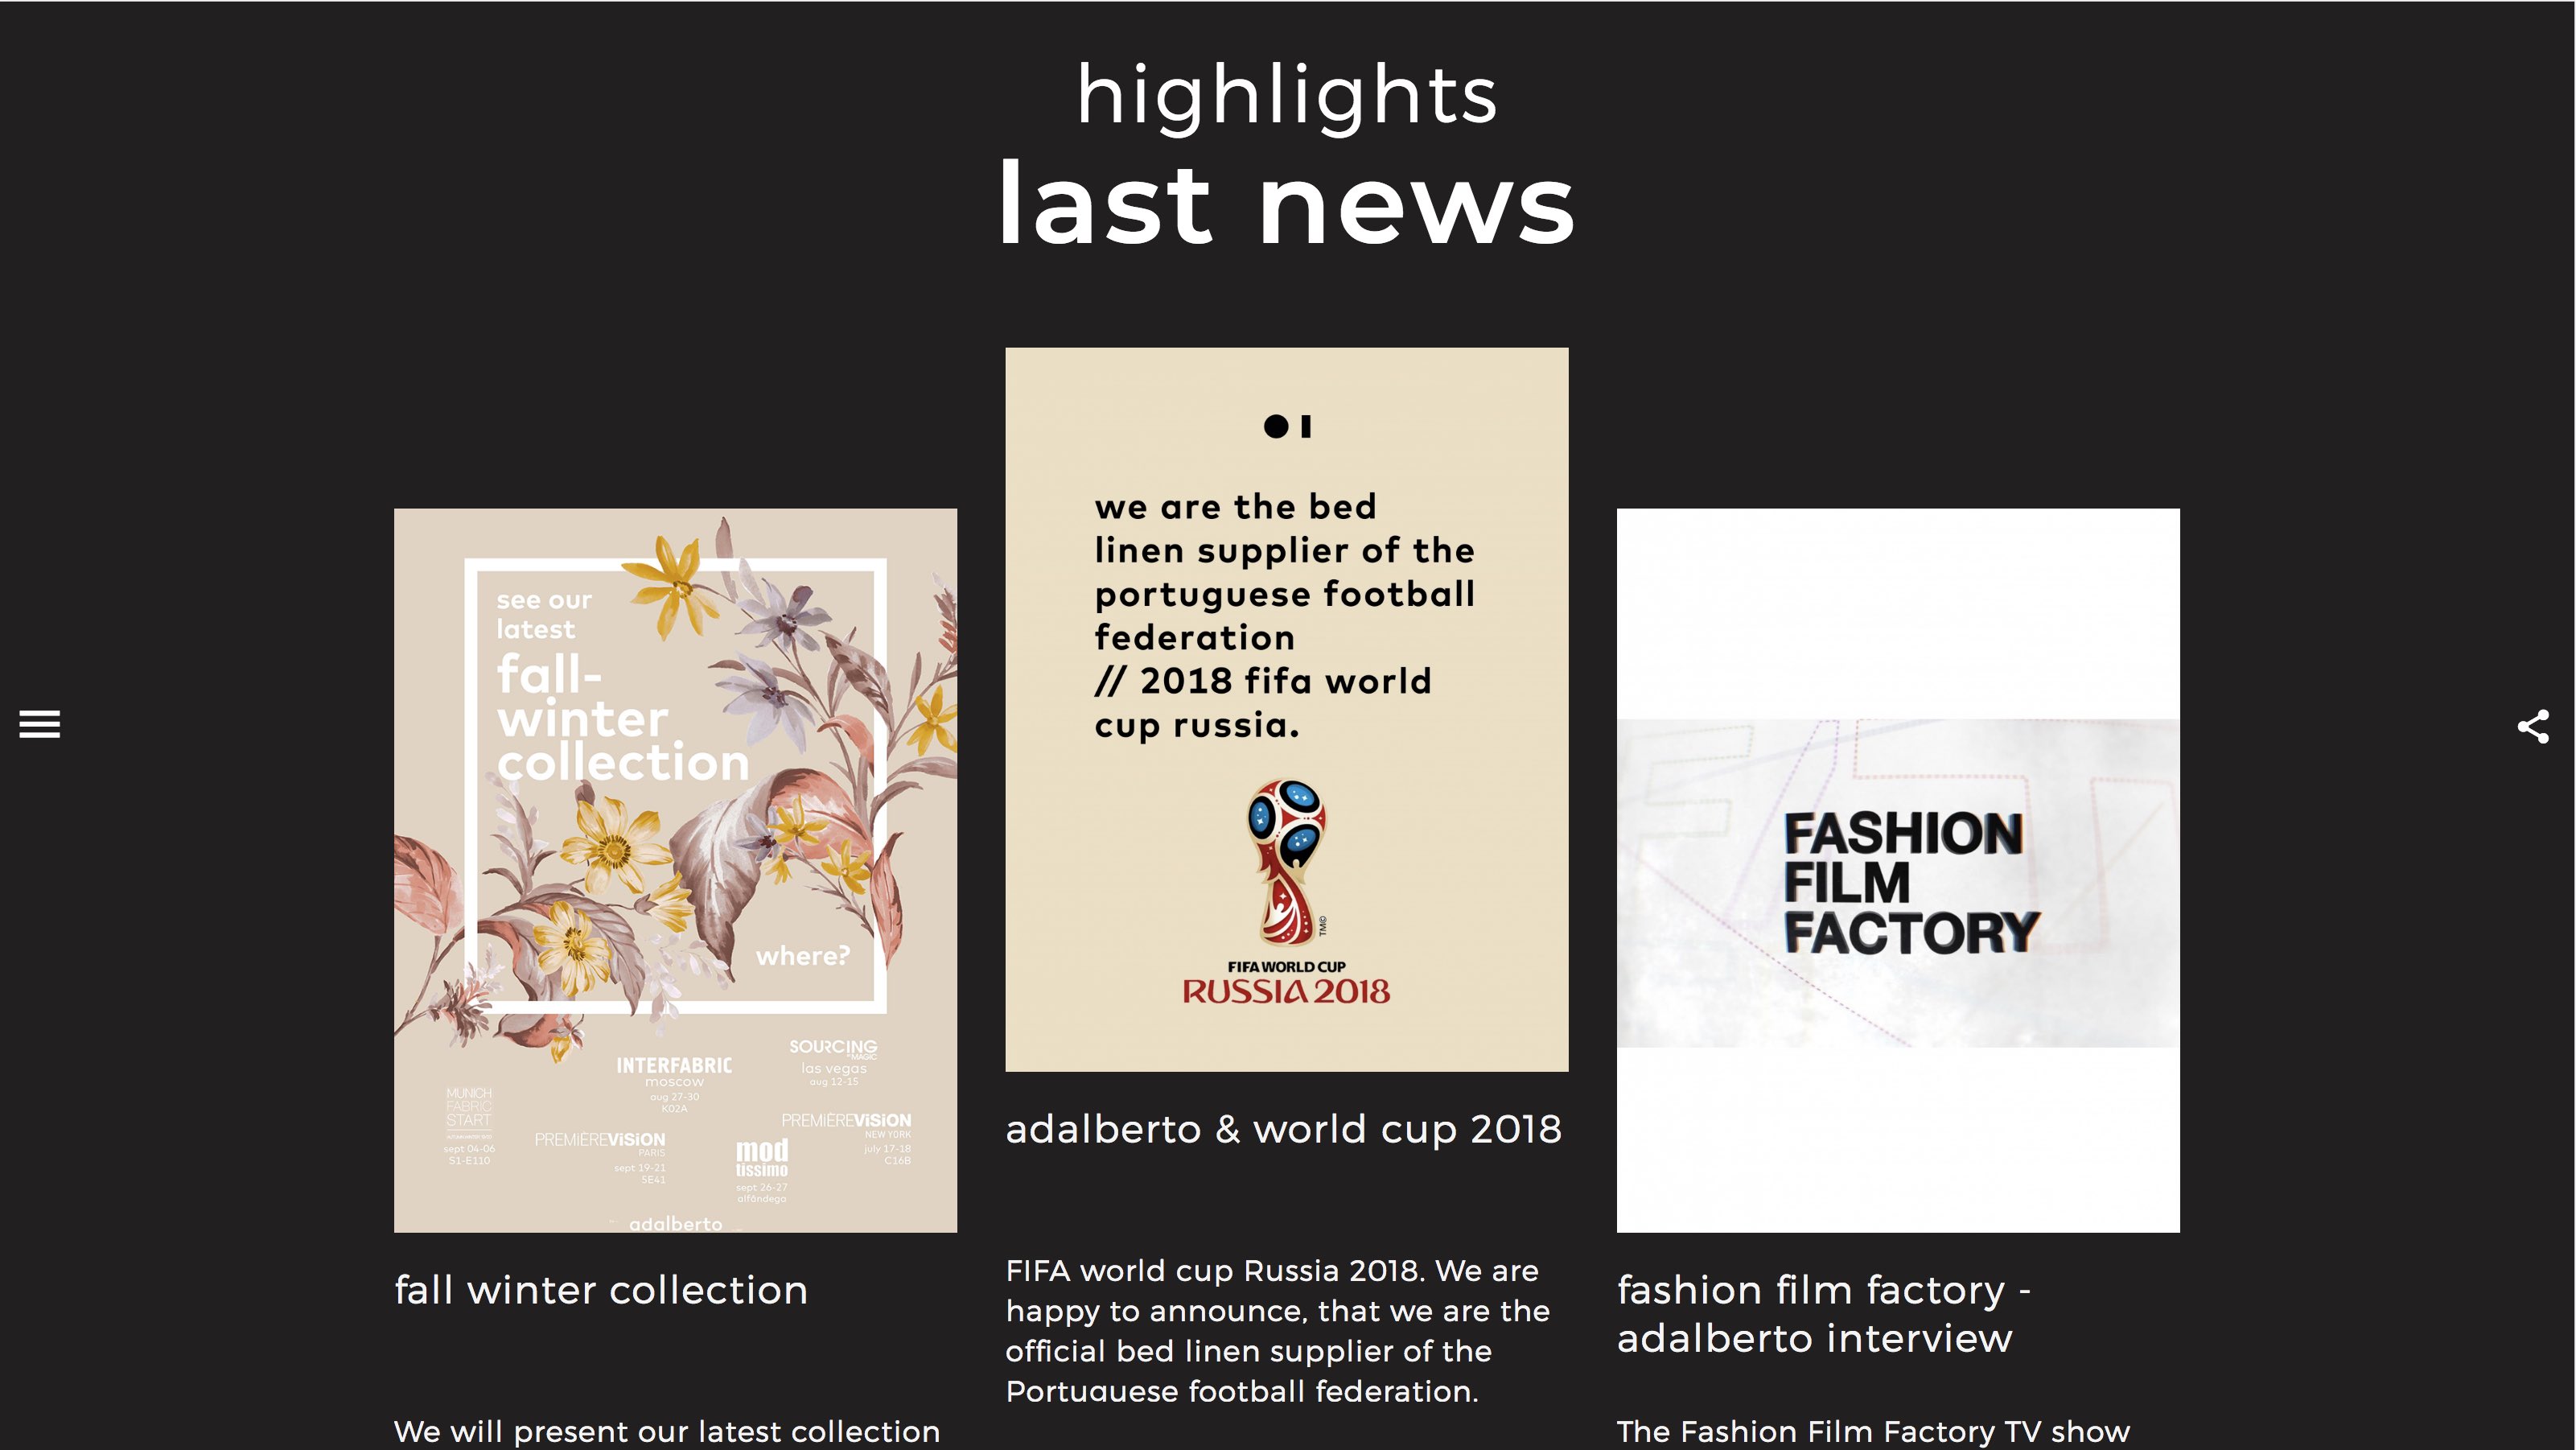 highlights
last news
see our
latest
fall-
winter
collection
where?
SOURCING
at MAGIC
las vegas
aug 12-15
INTERFABRIC
moscow
aug 27-30
K02A
MUNICH
FABRIC
START
sept 04-06
S1-E110
PREMIÈREVISION
PARIS
sept 19-21
5E41
mod
tissimo
sept 26-27
alfândega
PREMIÈREVISION
NEW YORK
july 17-18
C16B
adalberto
fall winter collection
We will present our latest collection
we are the bed
linen supplier of the
portuguese football
federation
// 2018 fifa world
cup russia.
TM©
FIFA WORLD CUP
RUSSIA 2018
adalberto & world cup 2018
FIFA world cup Russia 2018. We are
happy to announce, that we are the
official bed linen supplier of the
Portuguese football federation.
FASHION
FILM
FACTORY
fashion film factory -
adalberto interview
The Fashion Film Factory TV show